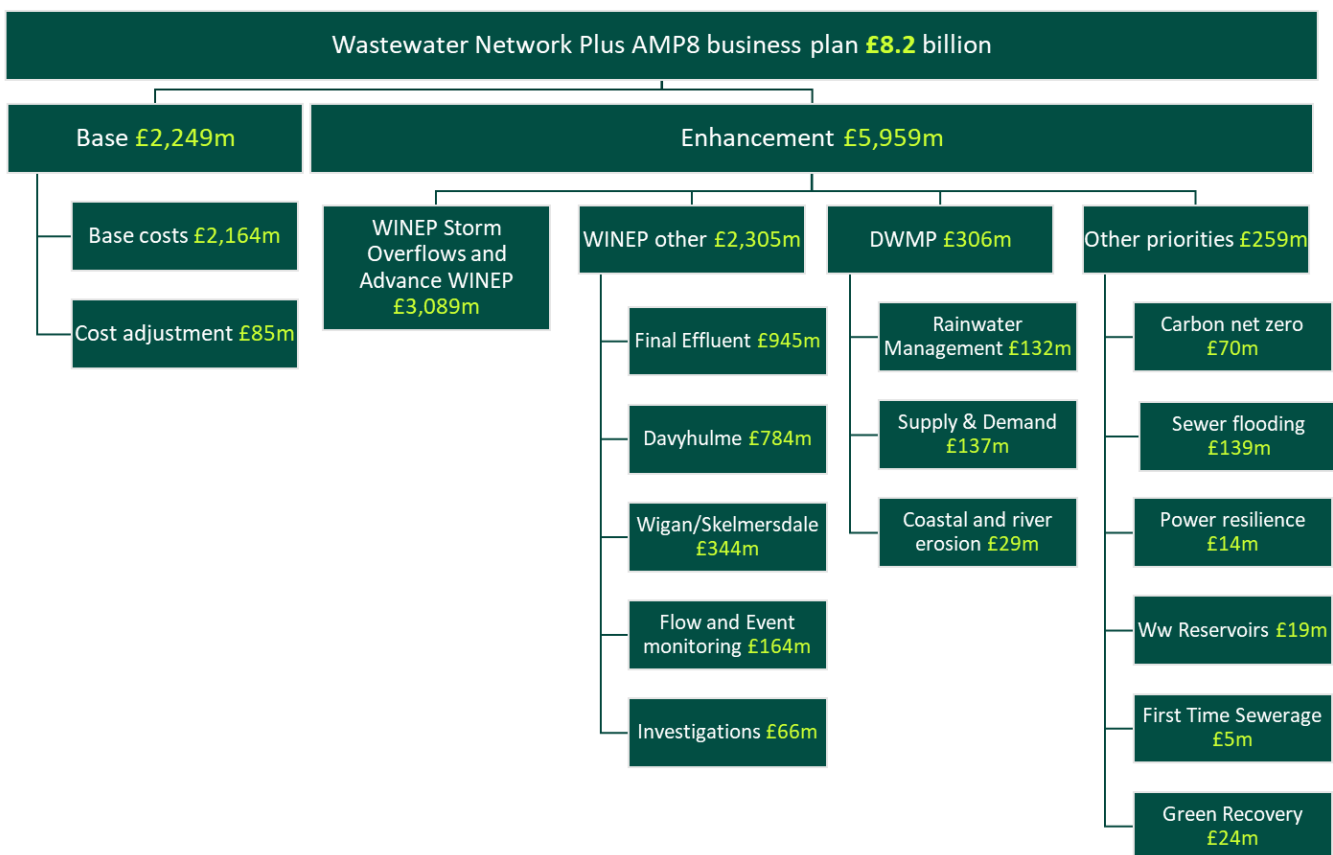 Wastewater Network Plus AMP8 business plan £8.2 billion
Base £2,249m
Enhancement £5,959m
Base costs £2,164m
Cost adjustment £85m
WINEP Storm
Overflows and
Advance WINEP
£3,089m
WINEP other £2,305m
Final Effluent £945m
Davyhulme £784m
Wigan/Skelmersdale
£344m
Flow and Event
monitoring £164m
Investigations £66m
DWMP £306m
Rainwater
Management £132m
Supply & Demand
£137m
Coastal and river
erosion £29m
Other priorities £259m
Carbon net zero
£70m
Sewer flooding
£139m
Power resilience
£14m
Ww Reservoirs £19m
First Time Sewerage
£5m
Green Recovery
£24m